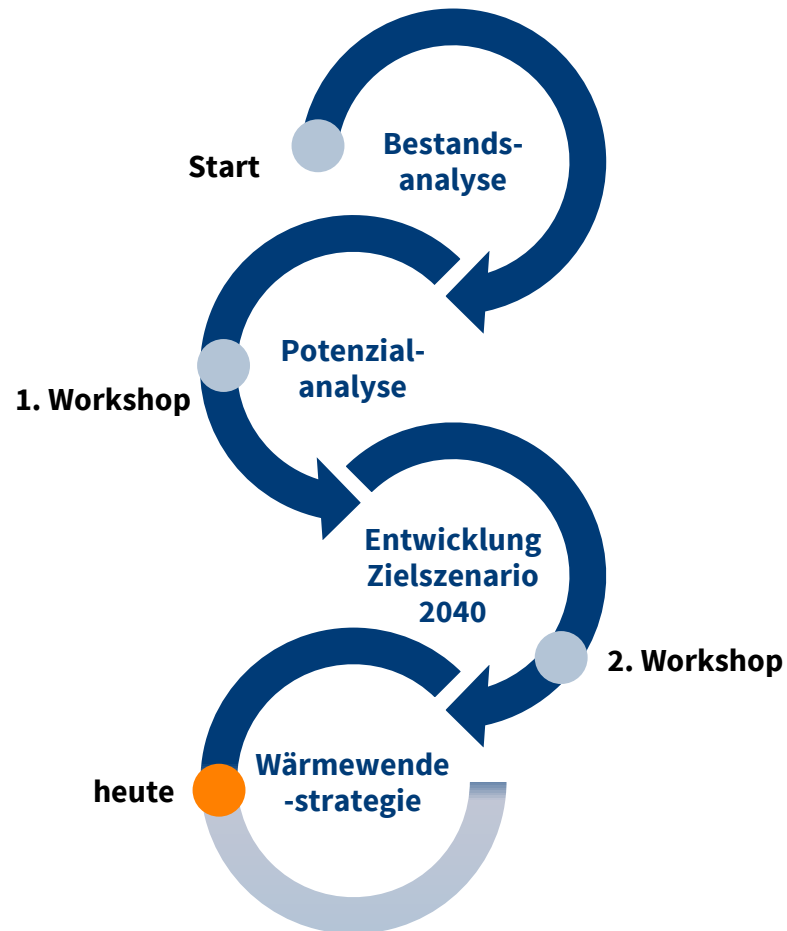 Bestands-
analyse
Start
Potenzial-
analyse
1. Workshop
Entwicklung
Zielszenario
2040
2. Workshop
Wärmewende
-strategie
heute